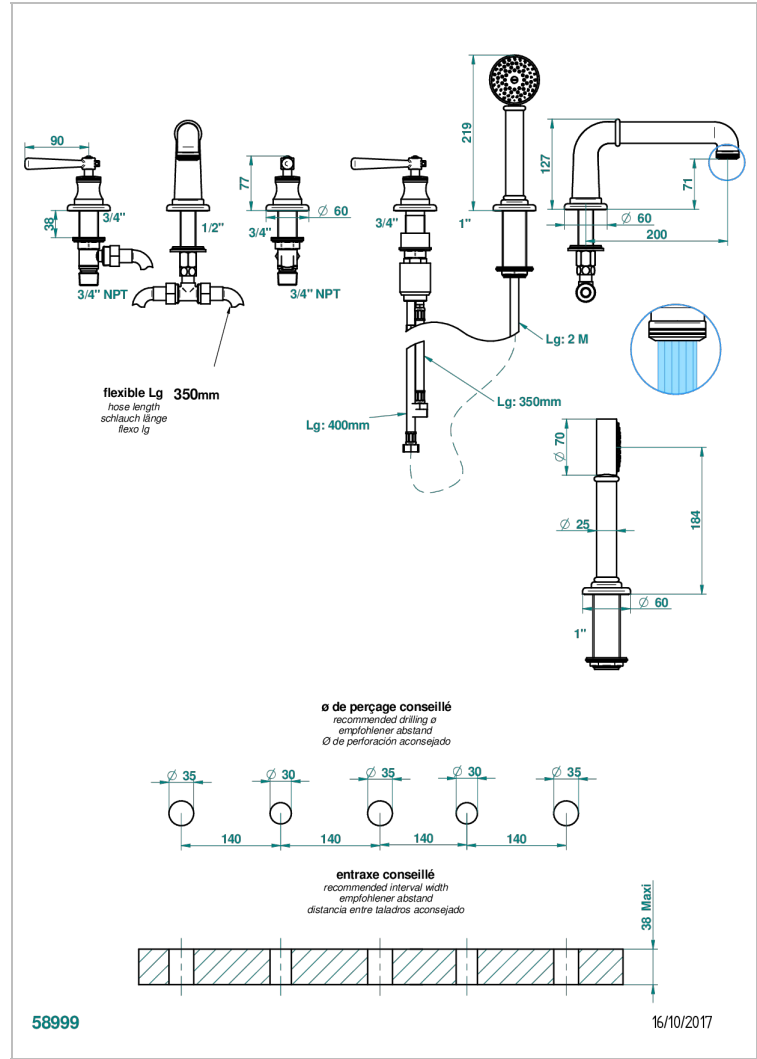 90
38
3/4"
3/4" NPT
1/2"
77
3/4"
Ø 60
3/4" NPT
3/4"
219
1"
127
71
Ø 60
200
flexible Lg 350mm
hose length
schlauch länge
flexo lg
Lg: 2 M
Lg: 350mm
Lg: 400mm
Ø 70
Ø 25
184
Ø 60
1"
ø de perçage conseillé
recommended drilling ø
empfohlener abstand
Ø de perforación aconsejado
Ø 35 Ø 30 Ø 35 Ø 30 Ø 35
140 140 140 140
entraxe conseillé
recommended interval width
empfohlener abstand
distancia entre taladros aconsejado
38 Maxi
58999
16/10/2017